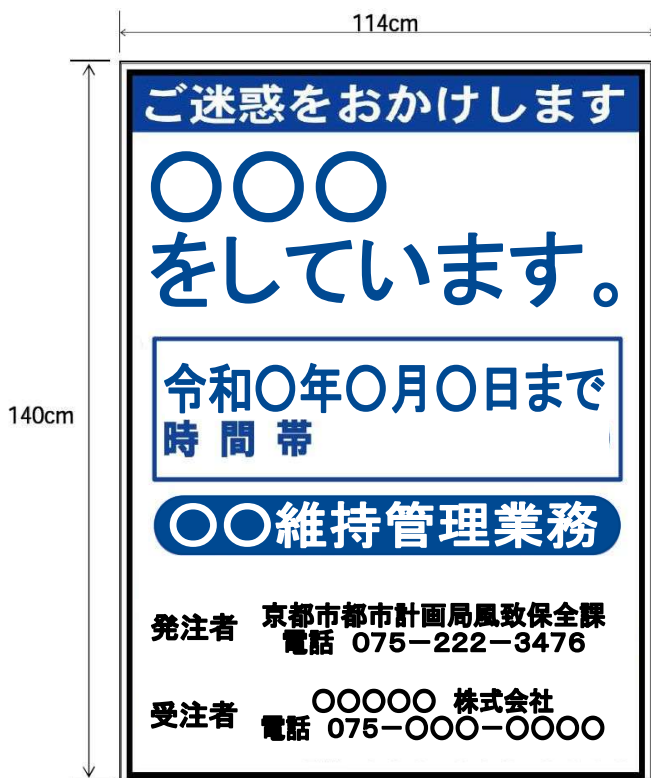 114cm
ご迷惑をおかけします
〇〇〇
をしています。
140cm
令和〇年〇月〇日まで
時間帯
〇〇維持管理業務
発注者 京都市都市計画局風致保全課
電話 075－222－3476
受注者 〇〇〇〇〇 株式会社
電話 075－〇〇〇－〇〇〇〇